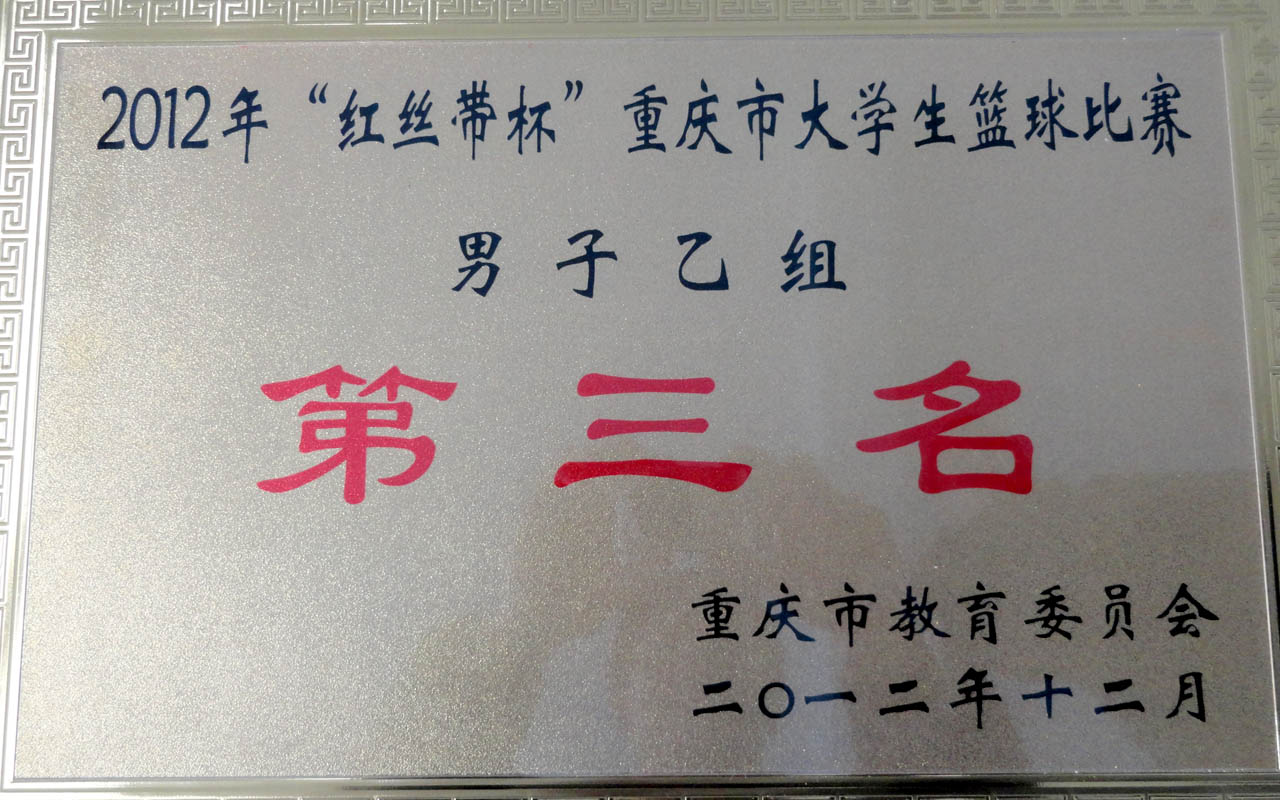 2012年“红丝带杯”重庆市大学生篮球比赛
男子乙组
第三名
重庆市教育委员会
二〇一二年十二月